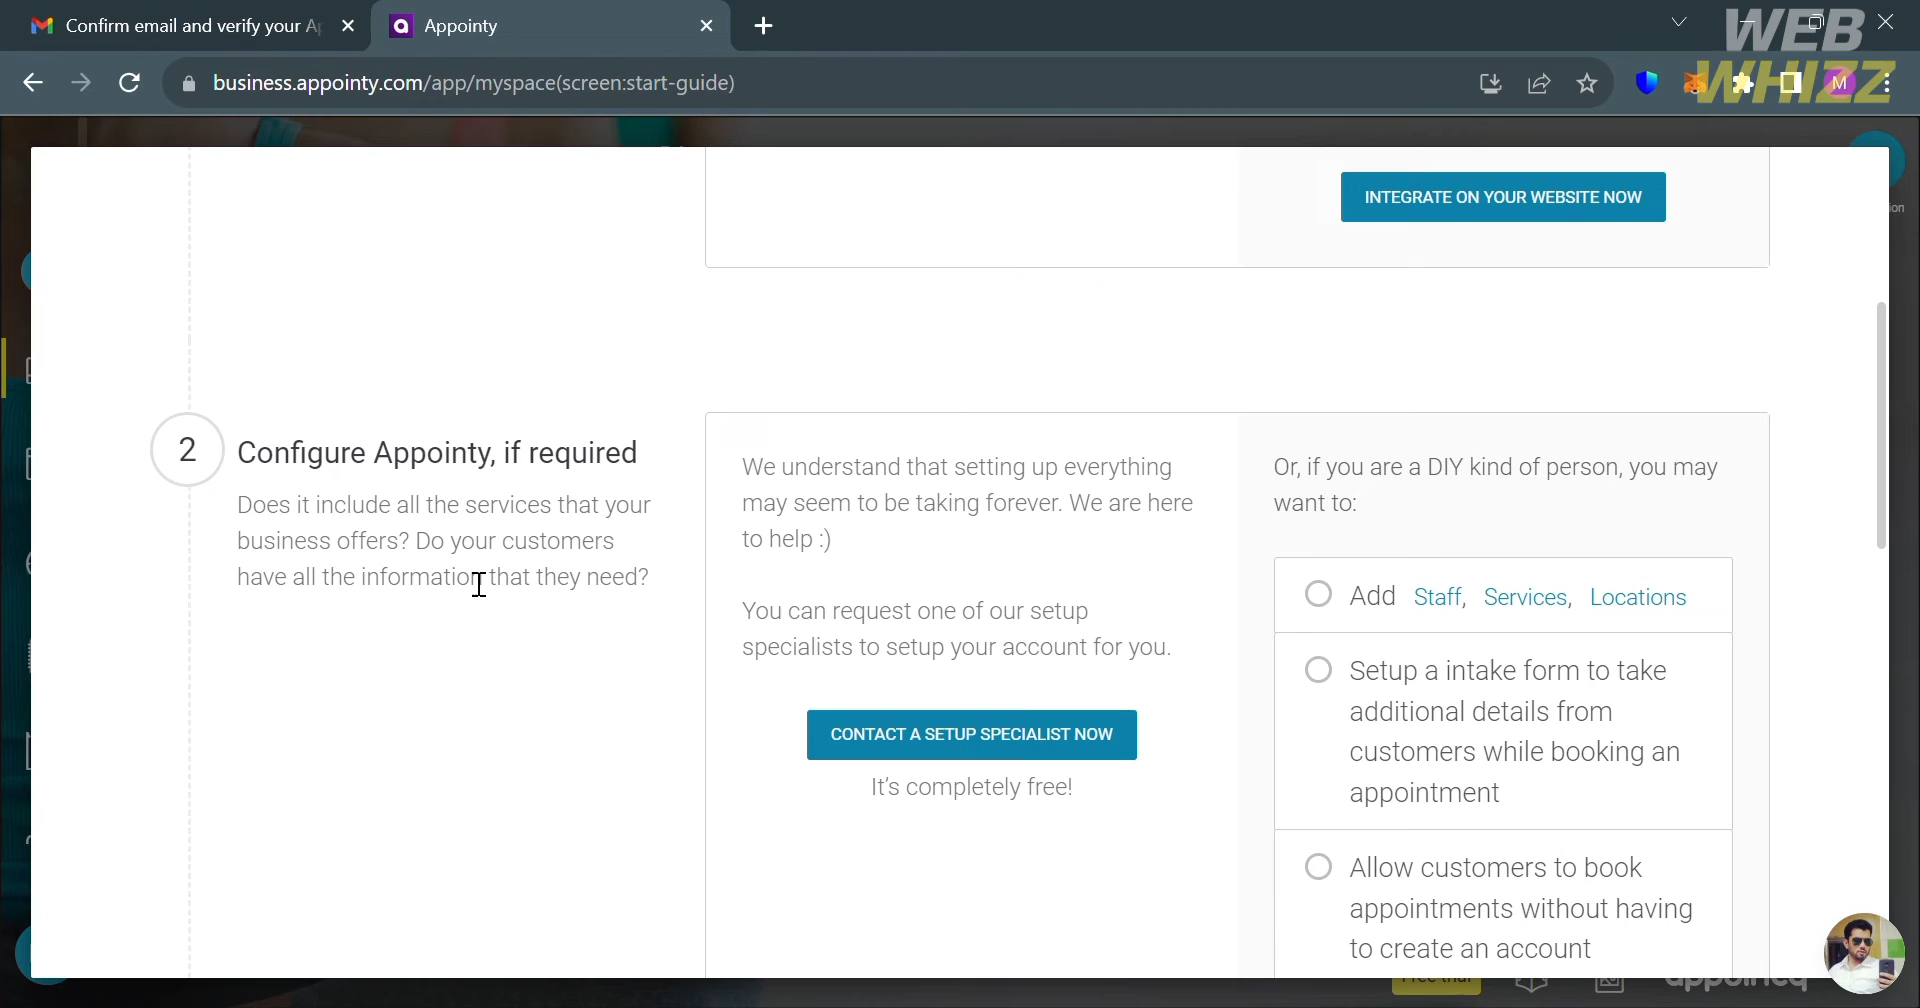 Confirm email and verify your Ap
Appointy
WEB
WHIZZ
business.appointy.com/app/myspace(screen:start-guide)
M
INTEGRATE ON YOUR WEBSITE NOW
2
Configure Appointy, if required
Does it include all the services that your
business offers? Do your customers
have all the information that they need?
We understand that setting up everything
may seem to be taking forever. We are here
to help :)
You can request one of our setup
specialists to setup your account for you.
CONTACT A SETUP SPECIALIST NOW
It's completely free!
Or, if you are a DIY kind of person, you may
want to:
Add Staff, Services, Locations
Setup a intake form to take
additional details from
customers while booking an
appointment
Allow customers to book
appointments without having
to create an account
Free trial